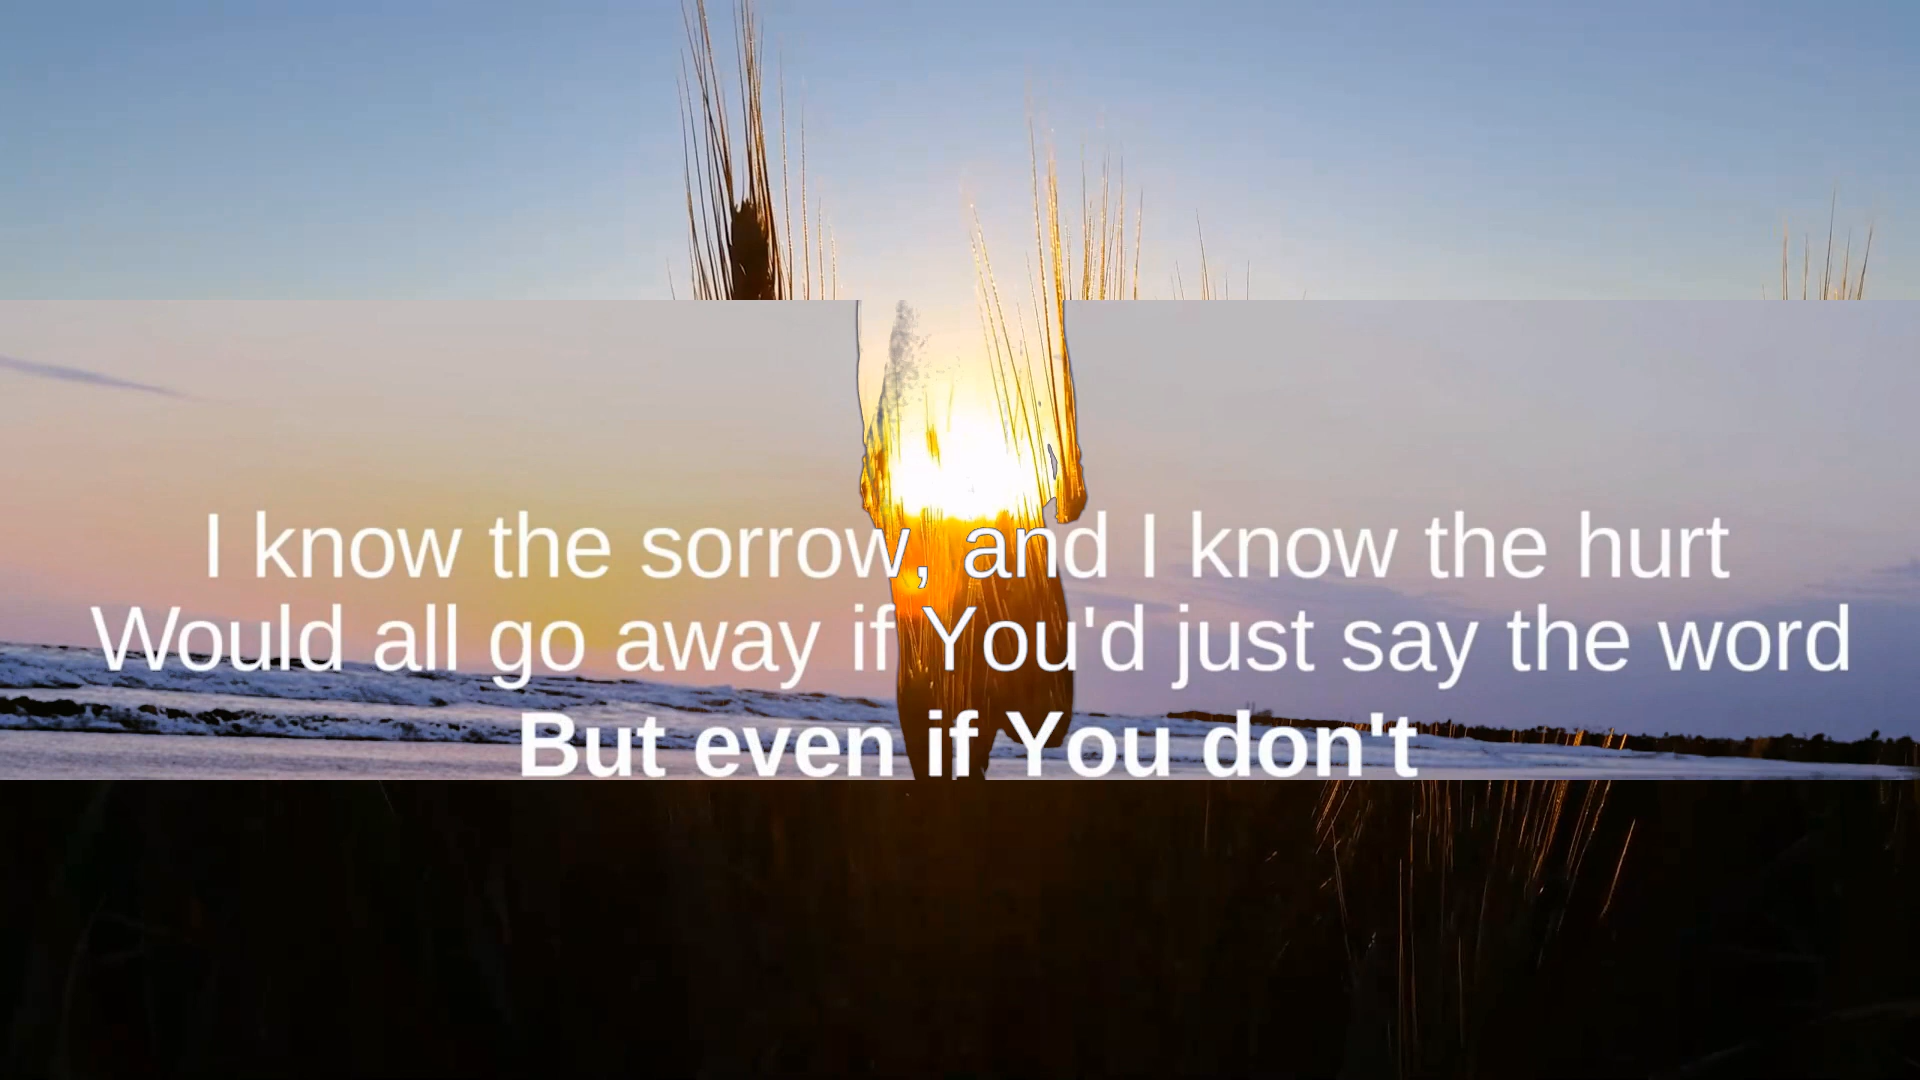 I know the sorrow, and I know the hurt
Would all go away if You'd just say the word
But even if You don't